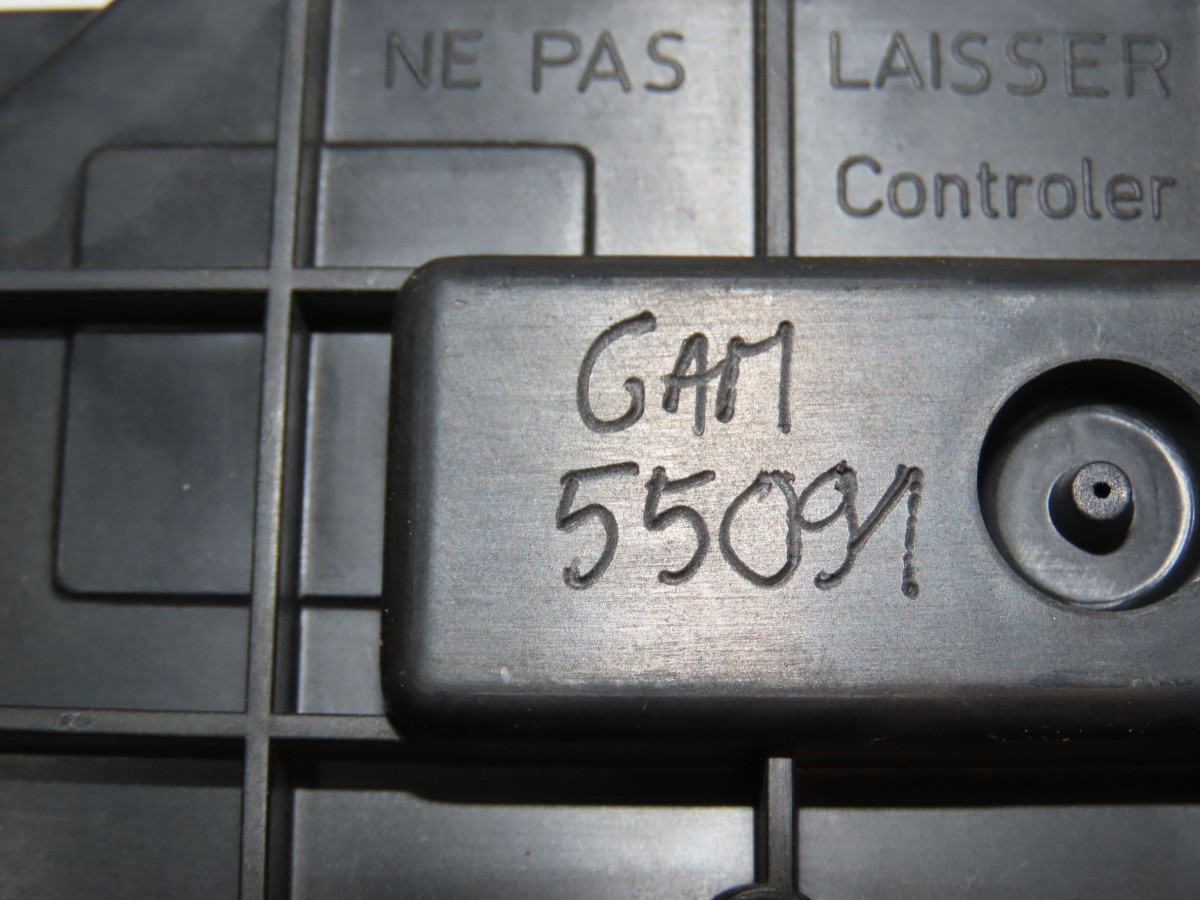 NE PAS LAISSER
Controler
GAM
55091